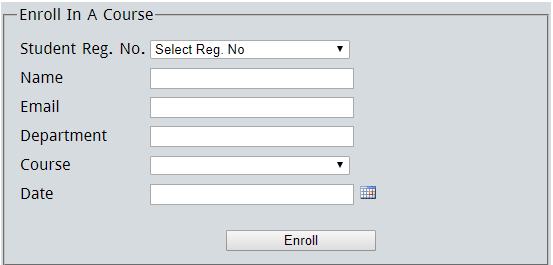 Enroll In A Course
Student Reg. No. Select Reg. No
Name
Email
Department
Course
Date
Enroll